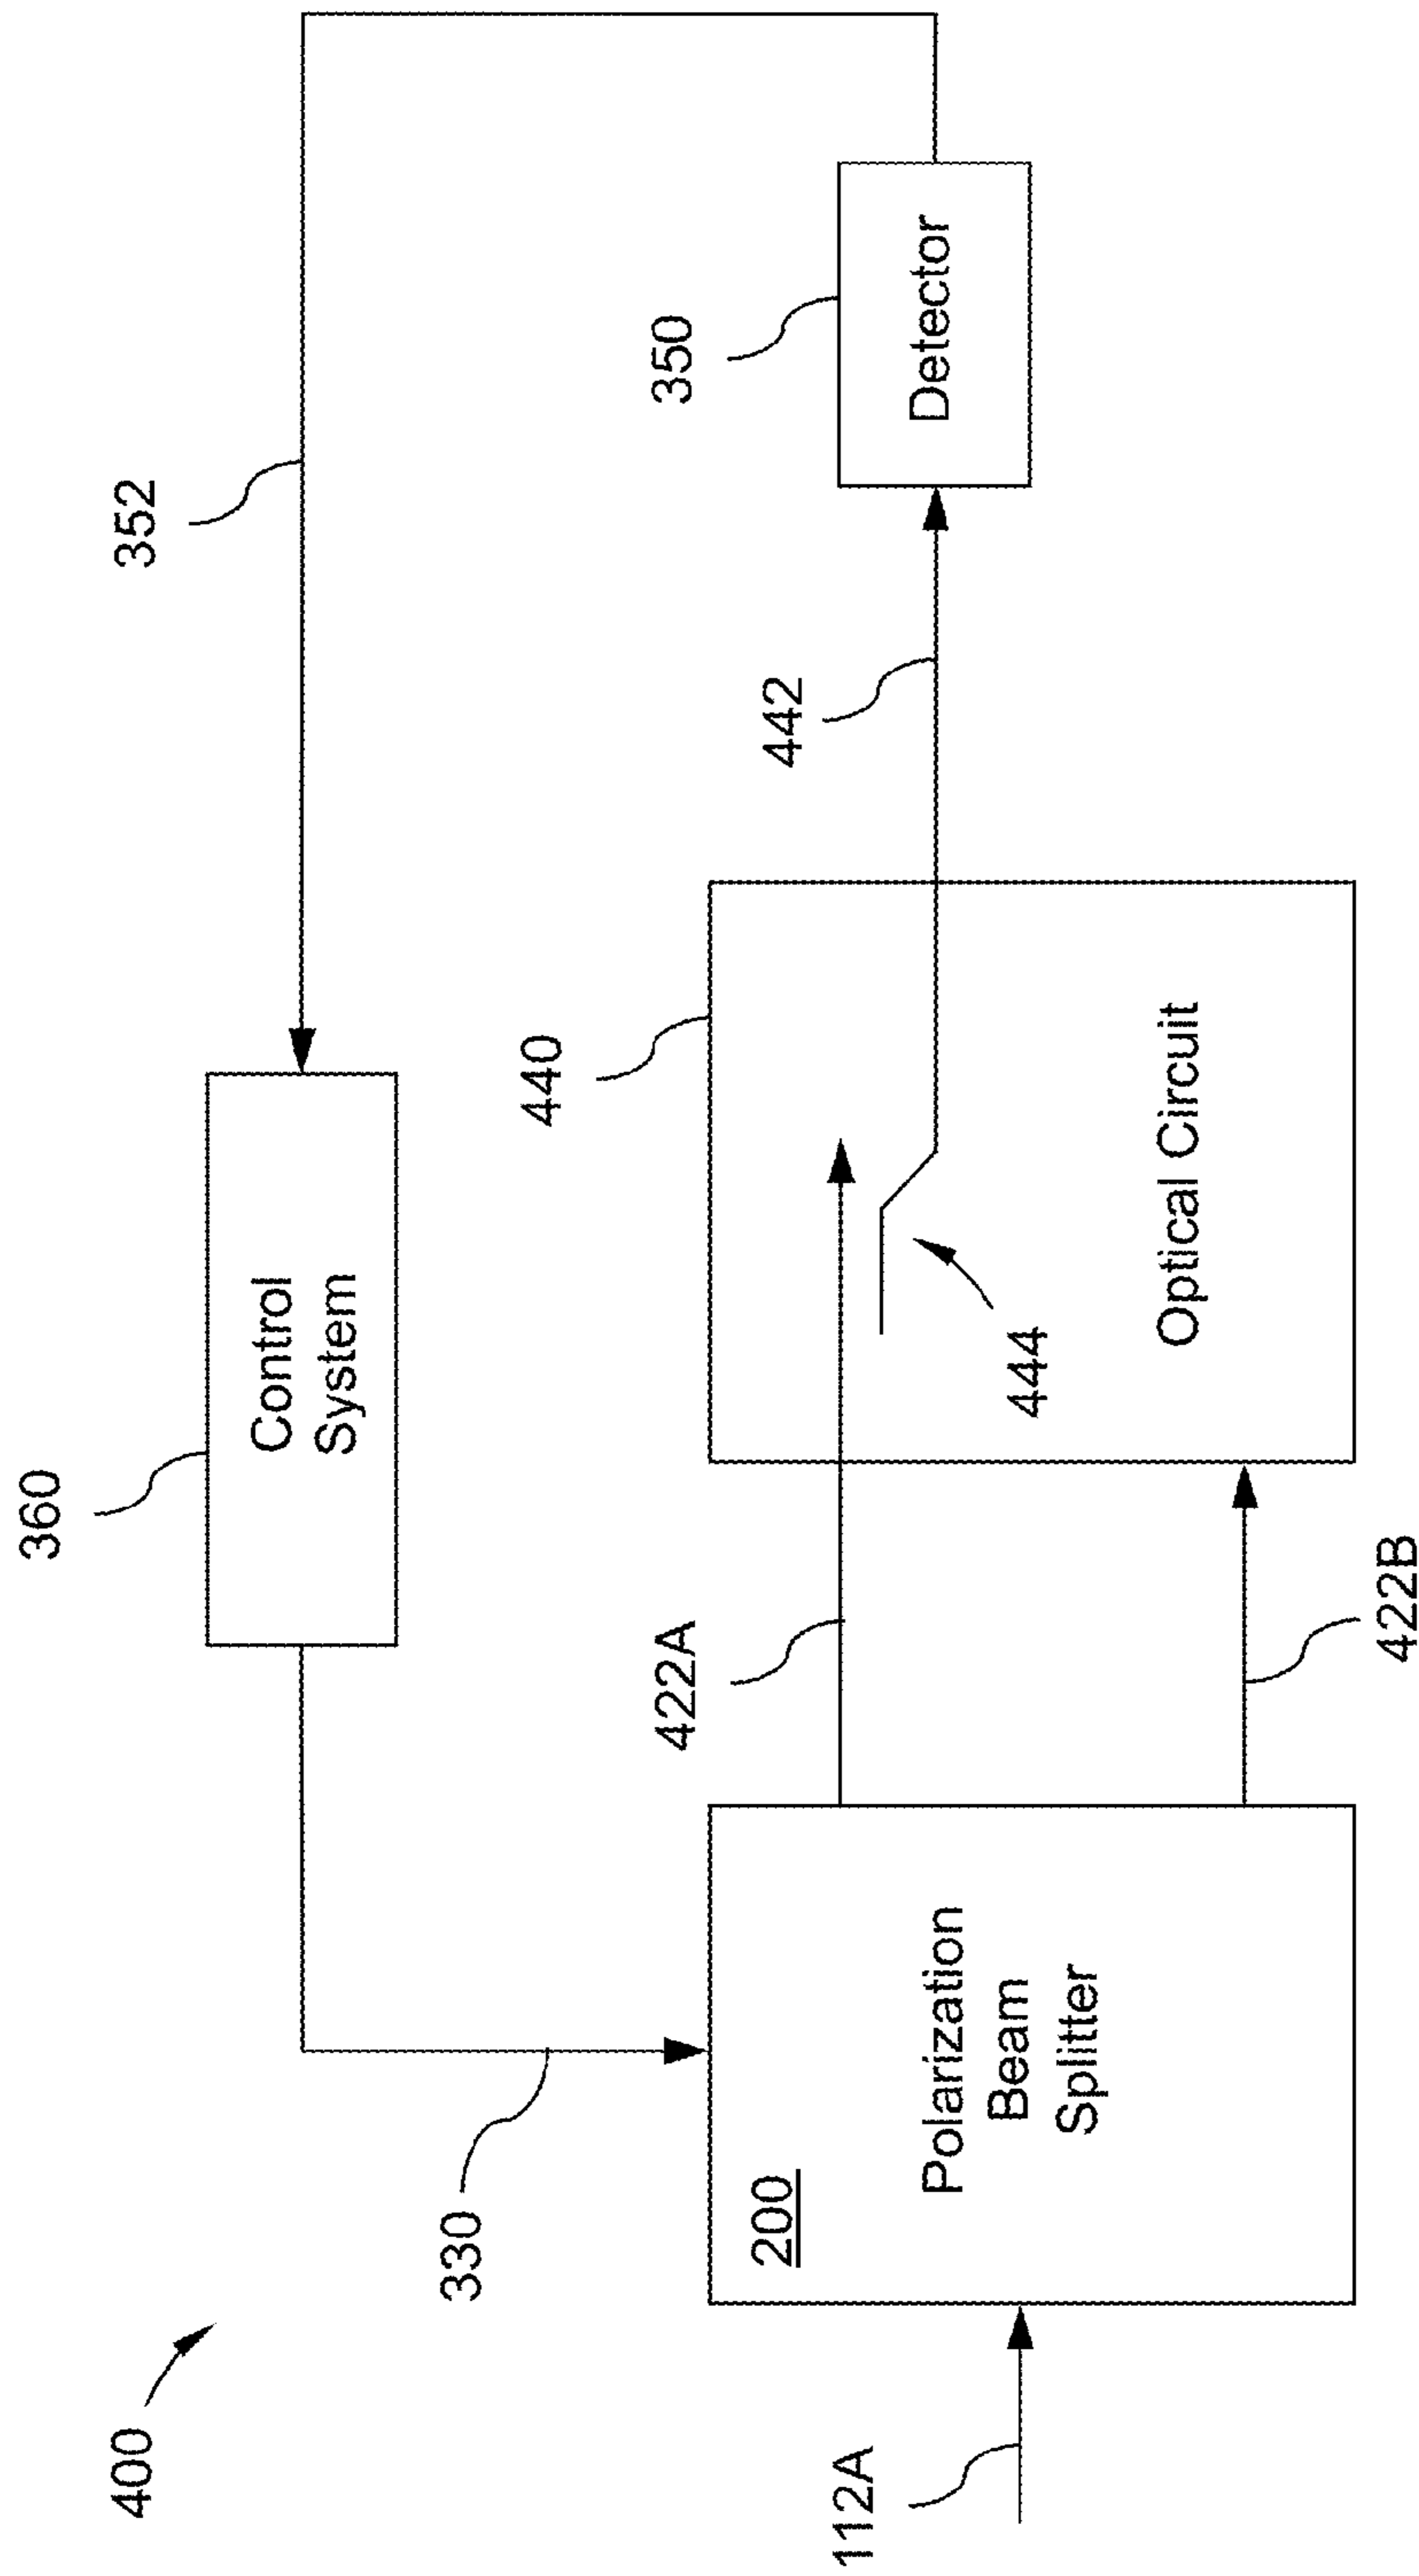 400
360
Control
System
352
330
200
Polarization
Beam
Splitter
112A
422A
422B
440
444
Optical Circuit
442
350
Detector